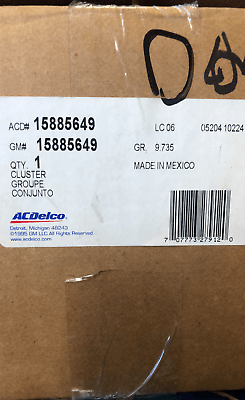 ACD# 15885649 LC 06 05204 10224
GM# 15885649 GR. 9.735
QTY. 1 MADE IN MEXICO
CLUSTER
GROUPE
CONJUNTO
ACDelco
Detroit, Michigan 48243
©1995 GM LLC All Rights Reserved
www.acdelco.com
7 07773 27912 0